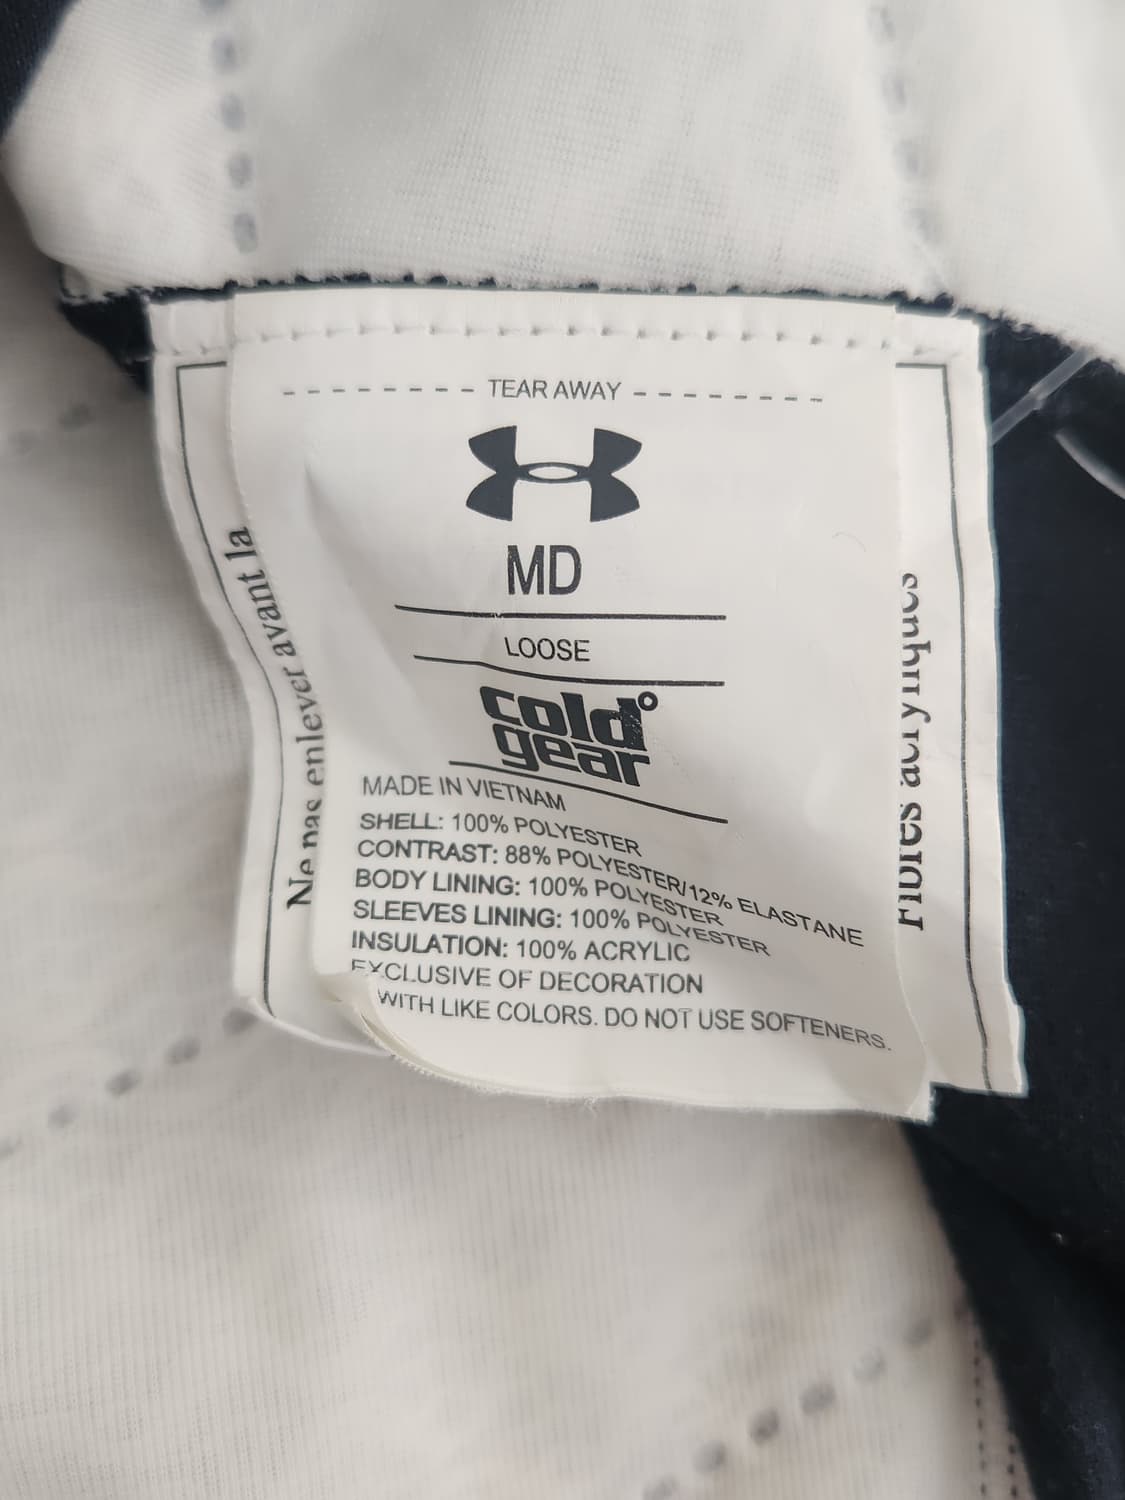 TEAR AWAY
MD
LOOSE
cold
gear
MADE IN VIETNAM
SHELL: 100% POLYESTER
CONTRAST: 88% POLYESTER/12% ELASTANE
BODY LINING: 100% POLYESTER
SLEEVES LINING: 100% POLYESTER
INSULATION: 100% ACRYLIC
EXCLUSIVE OF DECORATION
WITH LIKE COLORS. DO NOT USE SOFTENERS.
Ne pas enlever avant la
Fibres acryliques